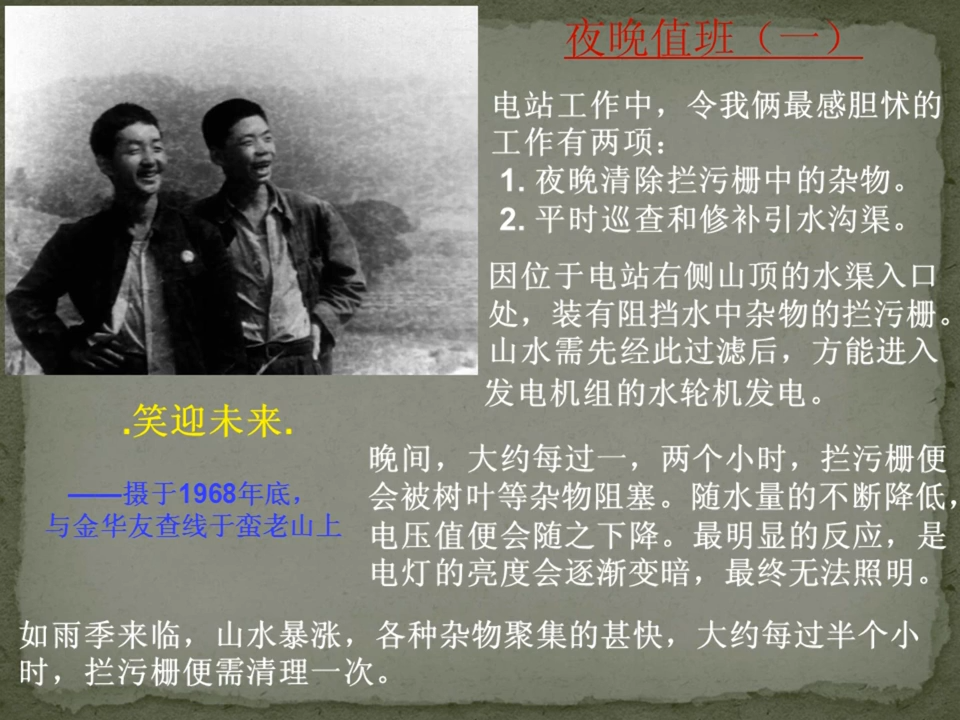 夜晚值班（一）
电站工作中，令我俩最感胆怵的
工作有两项：
1. 夜晚清除拦污栅中的杂物。
2. 平时巡查和修补引水沟渠。
因位于电站右侧山顶的水渠入口
处，装有阻挡水中杂物的拦污栅。
山水需先经此过滤后，方能进入
发电机组的水轮机发电。
.笑迎未来.
——摄于1968年底，
与金华友查线于蛮老山上
晚间，大约每过一，两个小时，拦污栅便
会被树叶等杂物阻塞。随水量的不断降低，
电压值便会随之下降。最明显的反应，是
电灯的亮度会逐渐变暗，最终无法照明。
如雨季来临，山水暴涨，各种杂物聚集的甚快，大约每过半个小
时，拦污栅便需清理一次。